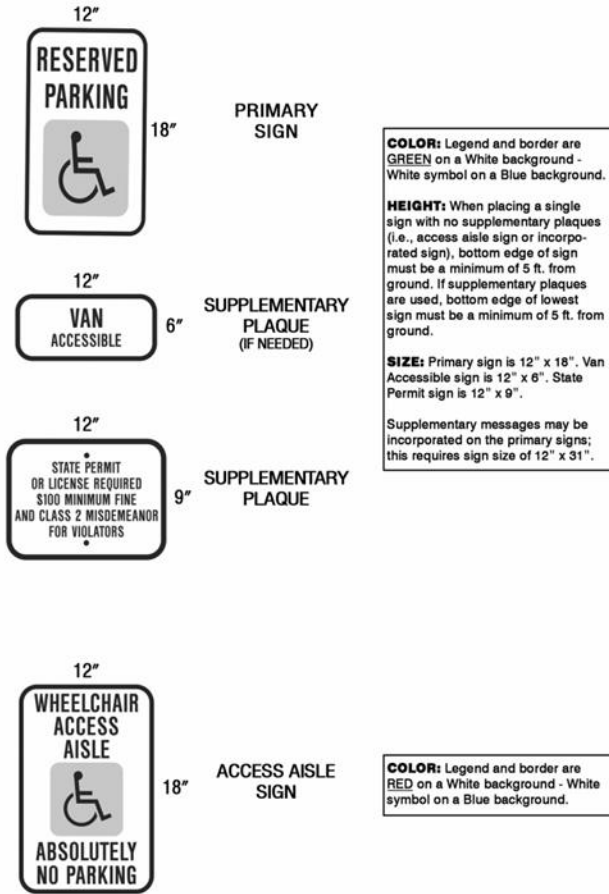 12″
RESERVED
PARKING
18″
PRIMARY
SIGN
12″
VAN
ACCESSIBLE
6″
SUPPLEMENTARY
PLAQUE
(IF NEEDED)
12″
STATE PERMIT
OR LICENSE REQUIRED
$100 MINIMUM FINE
AND CLASS 2 MISDEMEANOR
FOR VIOLATORS
9″
SUPPLEMENTARY
PLAQUE
COLOR: Legend and border are
GREEN on a White background -
White symbol on a Blue background.
HEIGHT: When placing a single
sign with no supplementary plaques
(i.e., access aisle sign or incorpo-
rated sign), bottom edge of sign
must be a minimum of 5 ft. from
ground. If supplementary plaques
are used, bottom edge of lowest
sign must be a minimum of 5 ft. from
ground.
SIZE: Primary sign is 12" x 18". Van
Accessible sign is 12" x 6". State
Permit sign is 12" x 9".
Supplementary messages may be
incorporated on the primary signs;
this requires sign size of 12" x 31".
12″
WHEELCHAIR
ACCESS
AISLE
ABSOLUTELY
NO PARKING
18″
ACCESS AISLE
SIGN
COLOR: Legend and border are
RED on a White background - White
symbol on a Blue background.